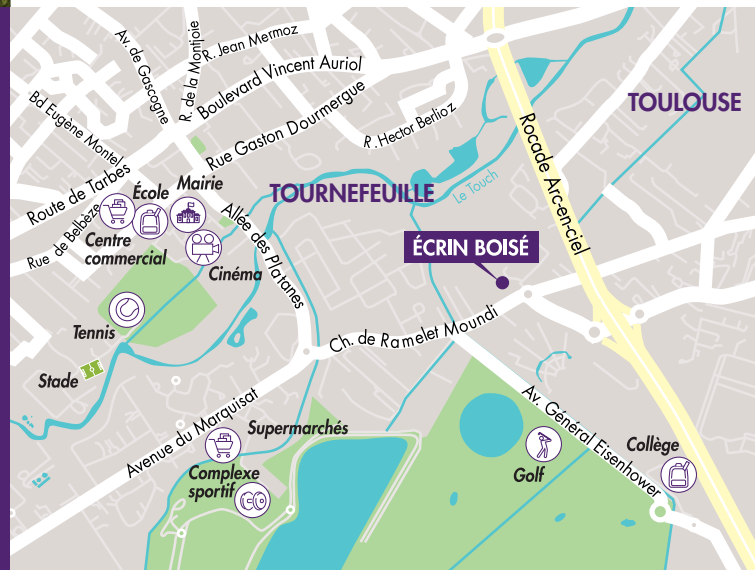 Av. de Gascogne
R. de la Montjoie
R. Jean Mermoz
Boulevard Vincent Auriol
TOULOUSE
Bd Eugène Montel
Rue Gaston Dourmergue
R. Hector Berlioz
Rocade Arc-en-ciel
Route de Tarbes
École
Mairie
TOURNEFEUILLE
Le Touch
Rue de Belbèze
Centre
commercial
Allée des Platanes
Cinéma
ÉCRIN BOISÉ
Tennis
Ch. de Ramelet Moundi
Stade
Avenue du Marquisat
Supermarchés
Av. Général Eisenhower
Collège
Complexe
sportif
Golf